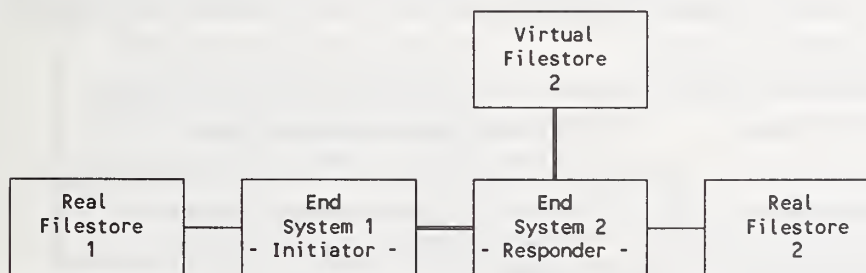 Virtual
Filestore
2
Real
Filestore
1
End
System 1
- Initiator -
End
System 2
- Responder -
Real
Filestore
2